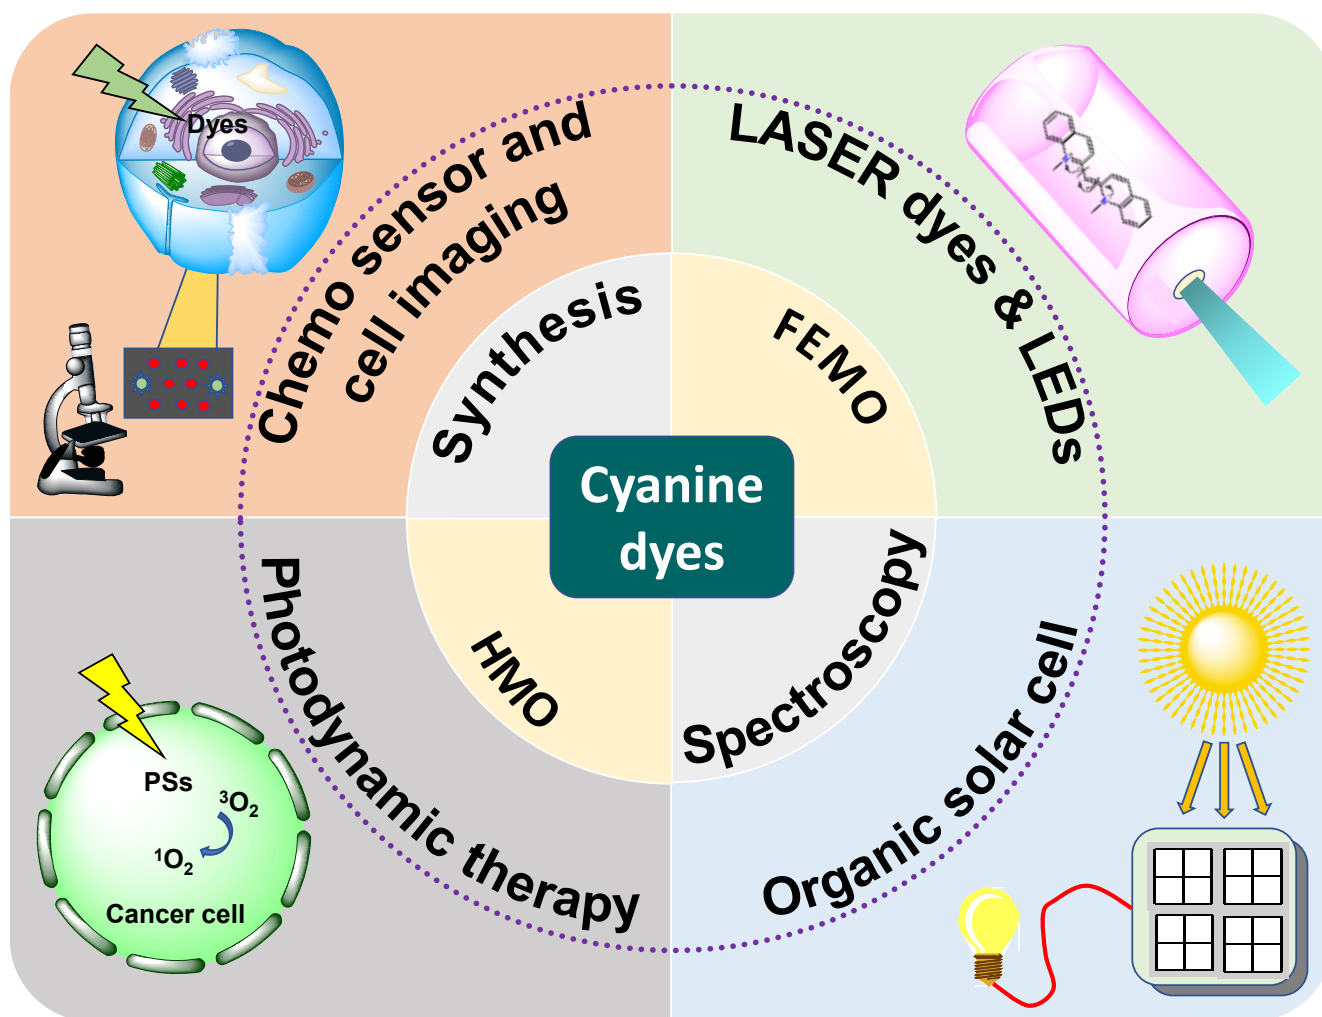 Dyes
Chemo sensor and
cell imaging
LASER dyes & LEDs
Synthesis
FEMO
Cyanine
dyes
HMO
Spectroscopy
Photodynamic therapy
Organic solar cell
PSs
³O₂
¹O₂
Cancer cell